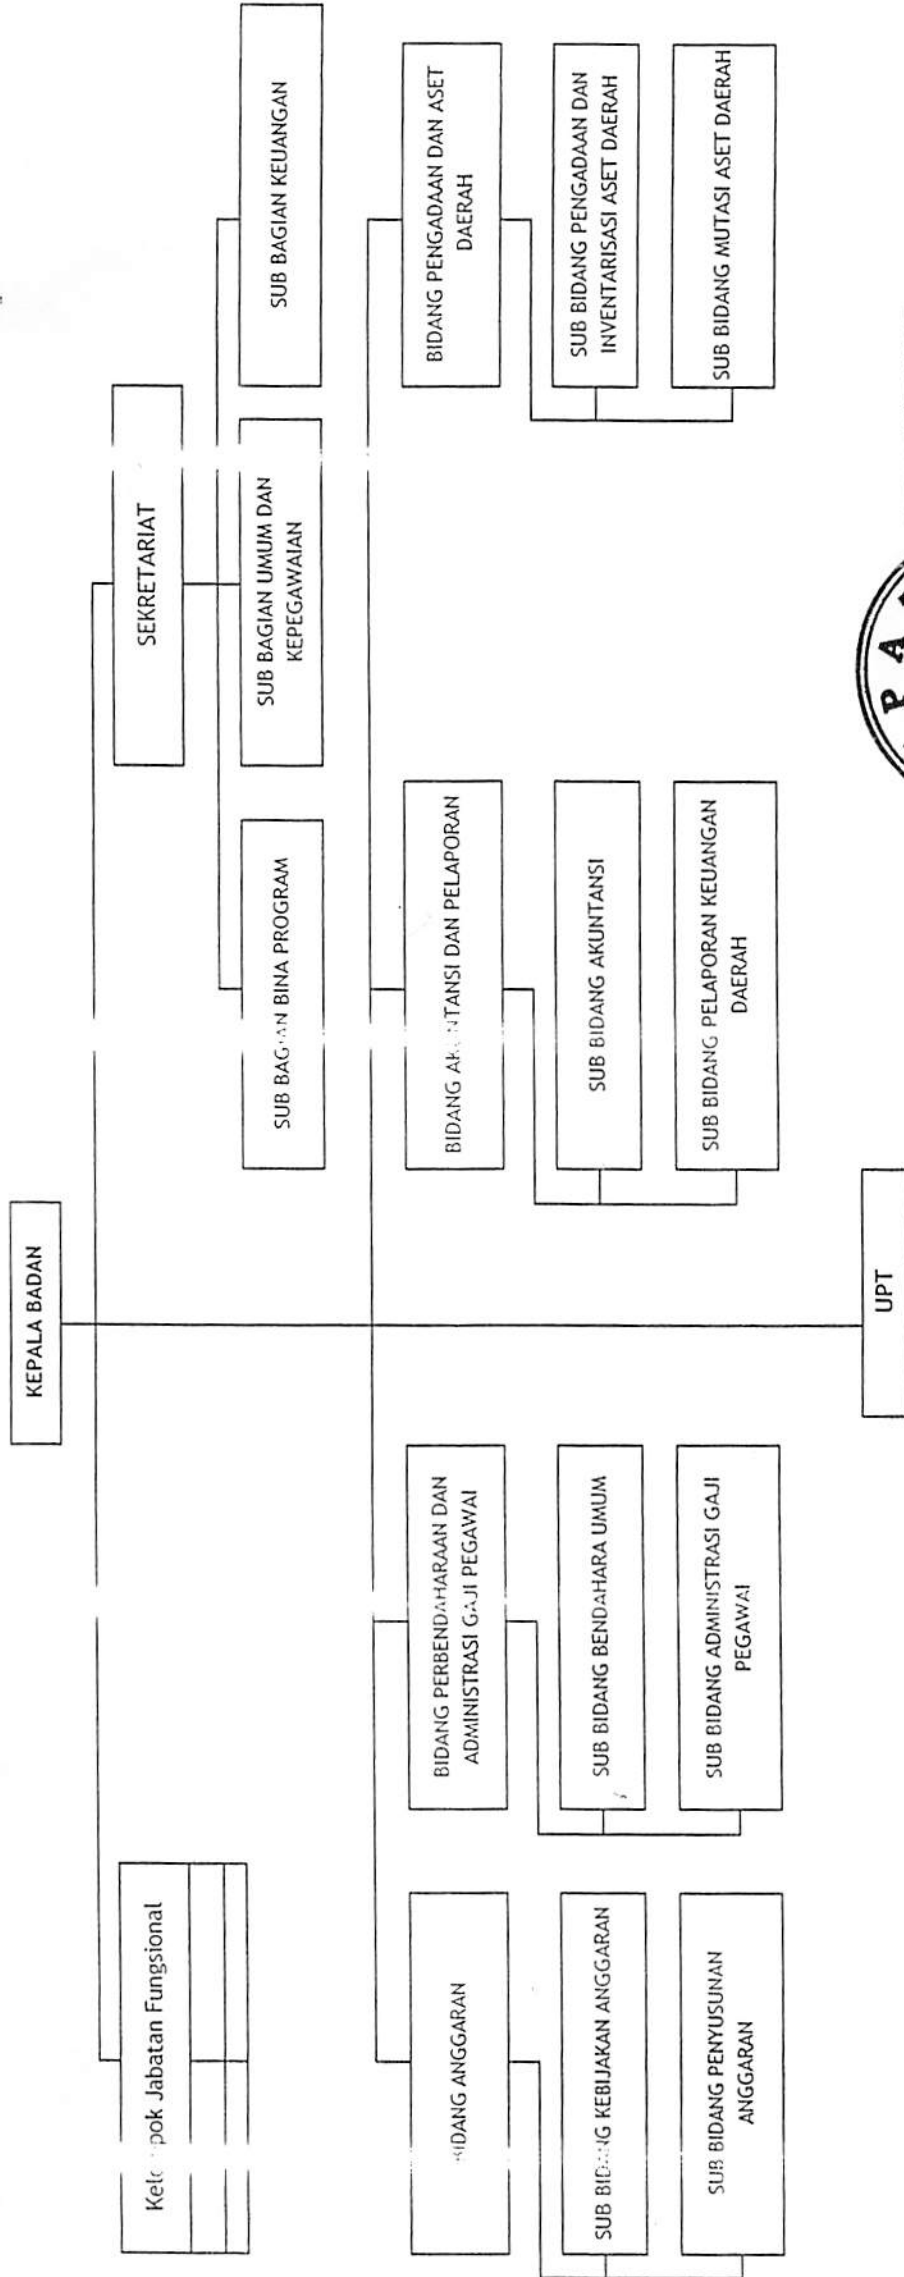 KEPALA BADAN
Kelompok Jabatan Fungsional
SEKRETARIAT
SUB BAGIAN BINA PROGRAM
SUB BAGIAN UMUM DAN
KEPEGAWAIAN
SUB BAGIAN KEUANGAN
BIDANG ANGGARAN
SUB BIDANG KEBIJAKAN ANGGARAN
SUB BIDANG PENYUSUNAN
ANGGARAN
BIDANG PERBENDAHARAAN DAN
ADMINISTRASI GAJI PEGAWAI
SUB BIDANG BENDAHARA UMUM
SUB BIDANG ADMINISTRASI GAJI
PEGAWAI
BIDANG AKUNTANSI DAN PELAPORAN
SUB BIDANG AKUNTANSI
SUB BIDANG PELAPORAN KEUANGAN
DAERAH
BIDANG PENGADAAN DAN ASET
DAERAH
SUB BIDANG PENGADAAN DAN
INVENTARISASI ASET DAERAH
SUB BIDANG MUTASI ASET DAERAH
UPT